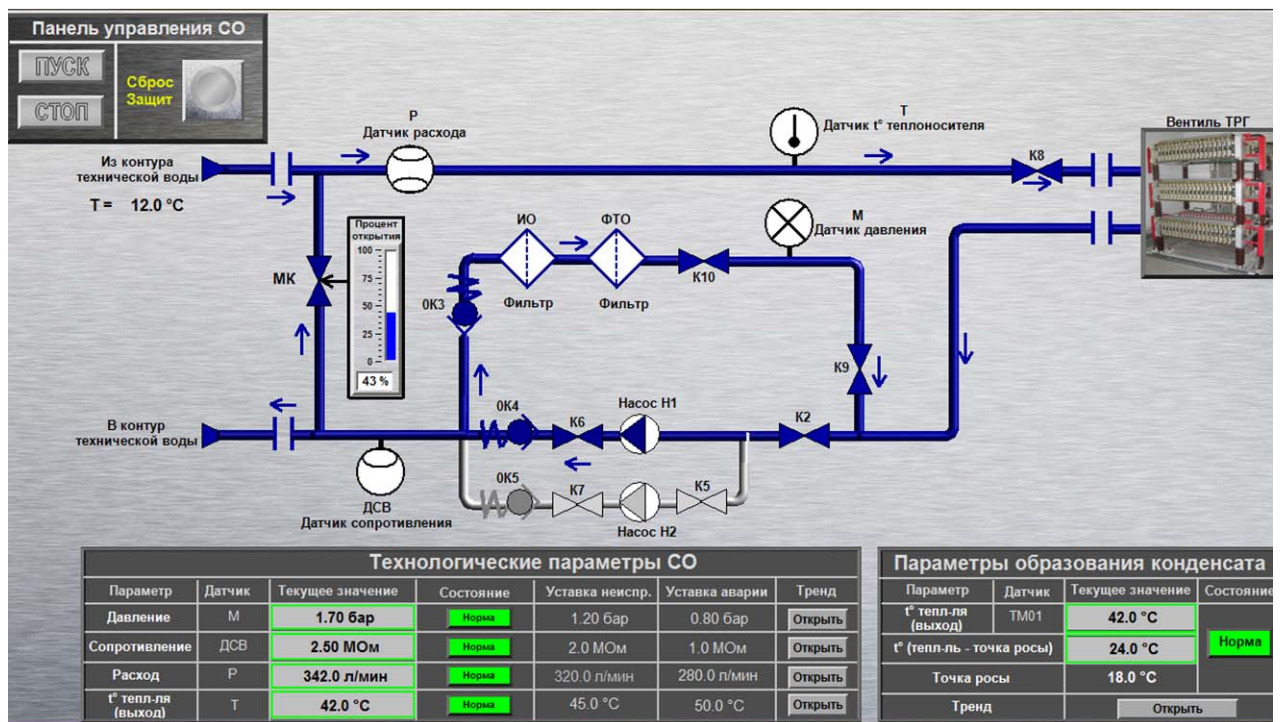 Панель управления СО
ПУСК
СТОП
Сброс
Защит
Из контура
технической воды
T = 12.0 °C
Р
Датчик расхода
Т
Датчик t° теплоносителя
К8
Вентиль ТРГ
Процент
открытия
100
75
50
25
0
43 %
МК
ИО
Фильтр
ФТО
Фильтр
К10
М
Датчик давления
0К3
К9
В контур
технической воды
0К4
К6
Насос Н1
К2
0К5
К7
Насос Н2
К5
ДСВ
Датчик сопротивления
Технологические параметры СО
Параметр Датчик Текущее значение Состояние Уставка неиспр. Уставка аварии Тренд
Давление М 1.70 бар Норма 1.20 бар 0.80 бар Открыть
Сопротивление ДСВ 2.50 МОм Норма 2.0 МОм 1.0 МОм Открыть
Расход Р 342.0 л/мин Норма 320.0 л/мин 280.0 л/мин Открыть
t° тепл-ля
(выход) Т 42.0 °C Норма 45.0 °C 50.0 °C Открыть
Параметры образования конденсата
Параметр Датчик Текущее значение Состояние
t° тепл-ля
(выход) ТМ01 42.0 °C
t° (тепл-ль - точка росы) 24.0 °C Норма
Точка росы 18.0 °C
Тренд Открыть